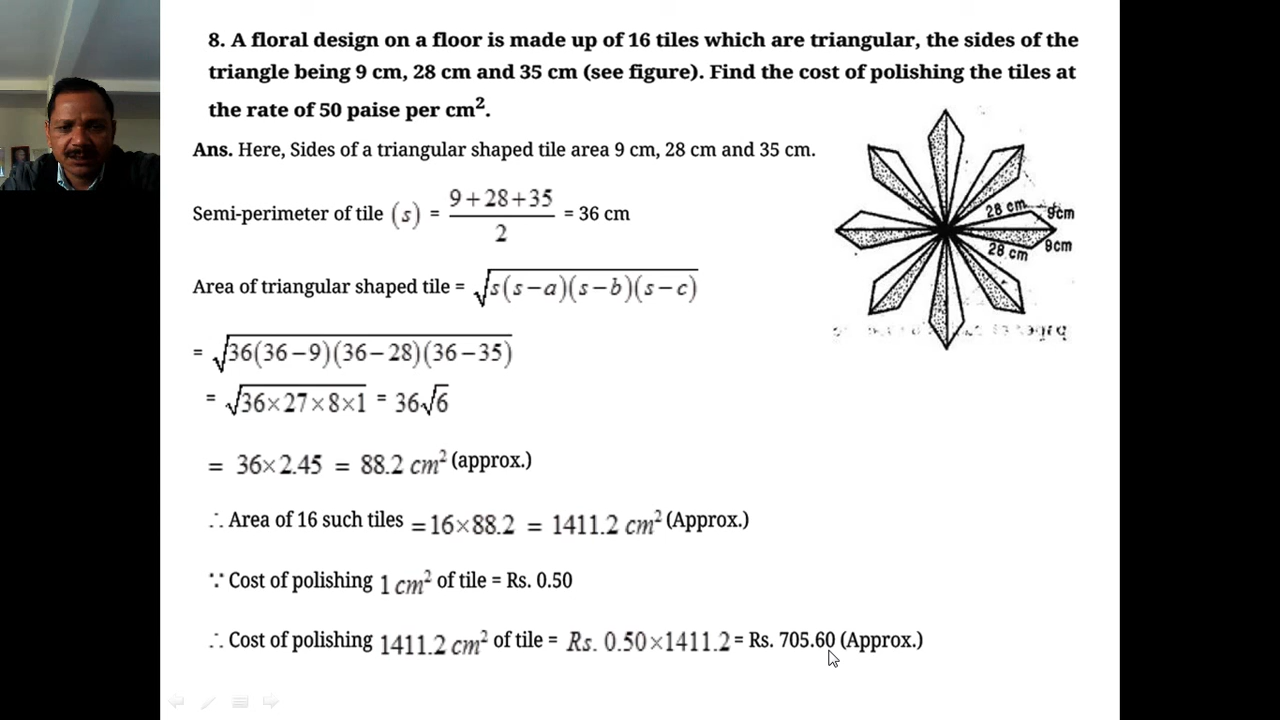 8. A floral design on a floor is made up of 16 tiles which are triangular, the sides of the
triangle being 9 cm, 28 cm and 35 cm (see figure). Find the cost of polishing the tiles at
the rate of 50 paise per cm².
Ans. Here, Sides of a triangular shaped tile area 9 cm, 28 cm and 35 cm.
28 cm 9cm
28 cm 9cm
Semi-perimeter of tile (s) = (9+28+35)/2 = 36 cm
Area of triangular shaped tile = √(s(s−a)(s−b)(s−c))
= √(36(36−9)(36−28)(36−35))
= √(36×27×8×1) = 36√6
= 36×2.45 = 88.2 cm² (approx.)
∴ Area of 16 such tiles =16×88.2 = 1411.2 cm² (Approx.)
∵ Cost of polishing 1 cm² of tile = Rs. 0.50
∴ Cost of polishing 1411.2 cm² of tile = Rs. 0.50×1411.2 = Rs. 705.60 (Approx.)